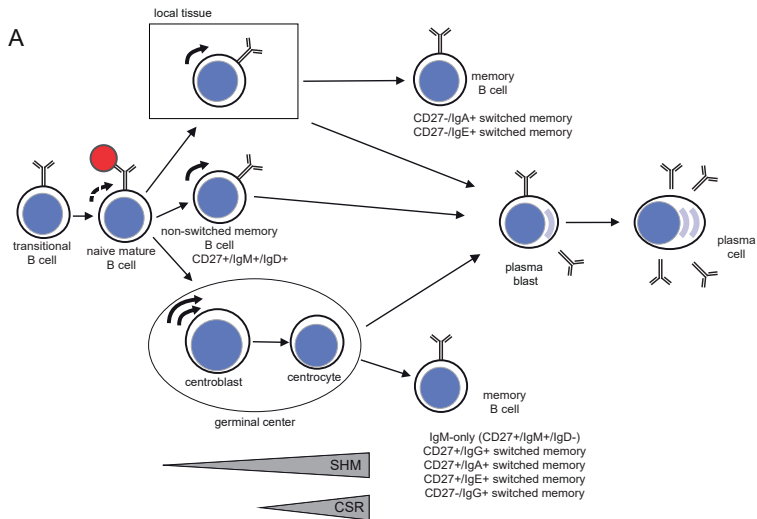 A
local tissue
memory
B cell
CD27-/IgA+ switched memory
CD27-/IgE+ switched memory
transitional
B cell
naive mature
B cell
non-switched memory
B cell
CD27+/IgM+/IgD+
plasma
blast
plasma
cell
centroblast
centrocyte
germinal center
memory
B cell
IgM-only (CD27+/IgM+/IgD-)
CD27+/IgG+ switched memory
CD27+/IgA+ switched memory
CD27+/IgE+ switched memory
CD27-/IgG+ switched memory
SHM
CSR